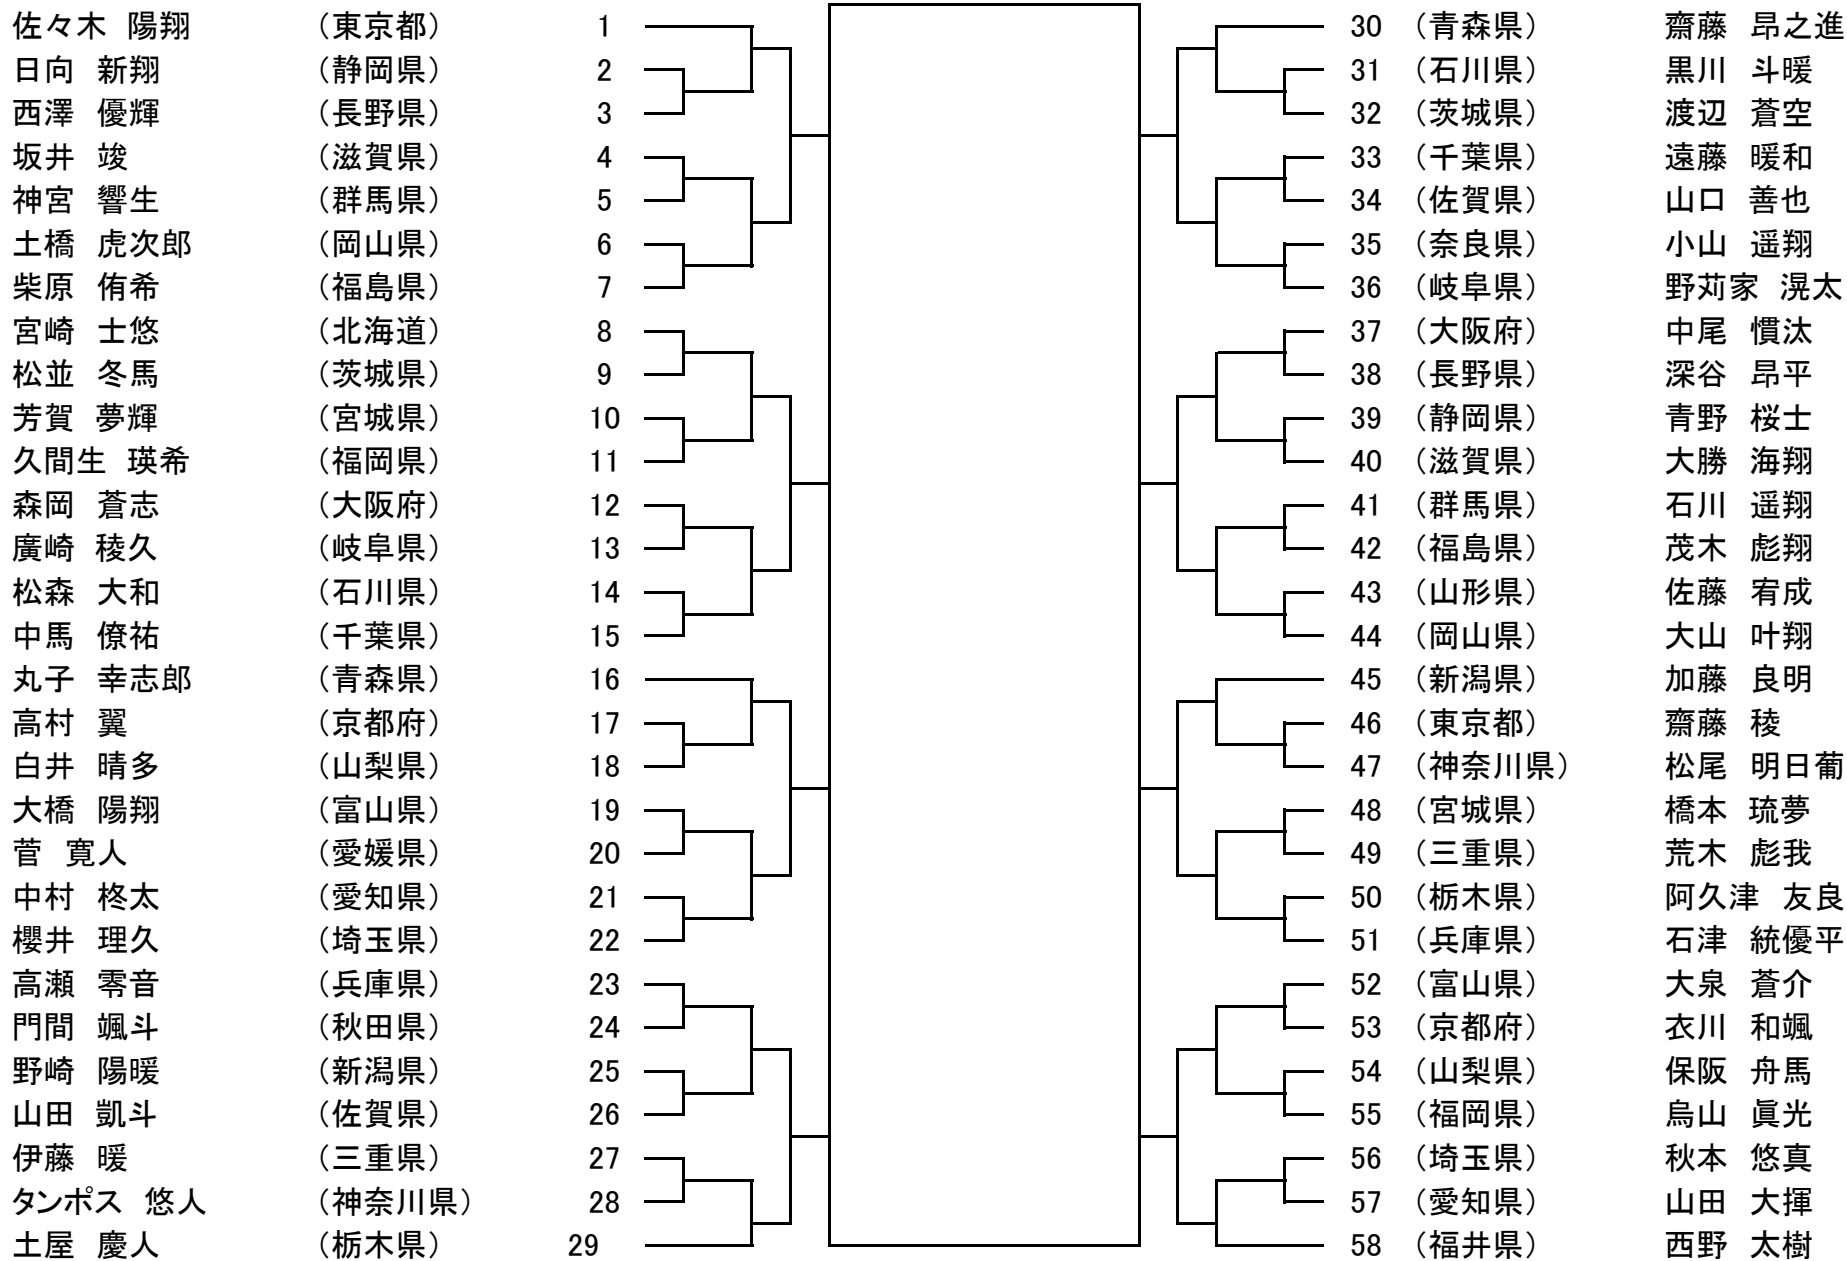 佐々木 陽翔 （東京都） 1 30 （青森県） 齋藤 昂之進
日向 新翔 （静岡県） 2 31 （石川県） 黒川 斗暖
西澤 優輝 （長野県） 3 32 （茨城県） 渡辺 蒼空
坂井 竣 （滋賀県） 4 33 （千葉県） 遠藤 暖和
神宮 響生 （群馬県） 5 34 （佐賀県） 山口 善也
土橋 虎次郎 （岡山県） 6 35 （奈良県） 小山 遥翔
柴原 侑希 （福島県） 7 36 （岐阜県） 野苅家 滉太
宮崎 士悠 （北海道） 8 37 （大阪府） 中尾 慣汰
松並 冬馬 （茨城県） 9 38 （長野県） 深谷 昂平
芳賀 夢輝 （宮城県） 10 39 （静岡県） 青野 桜士
久間生 瑛希 （福岡県） 11 40 （滋賀県） 大勝 海翔
森岡 蒼志 （大阪府） 12 41 （群馬県） 石川 遥翔
廣崎 稜久 （岐阜県） 13 42 （福島県） 茂木 彪翔
松森 大和 （石川県） 14 43 （山形県） 佐藤 宥成
中馬 僚祐 （千葉県） 15 44 （岡山県） 大山 叶翔
丸子 幸志郎 （青森県） 16 45 （新潟県） 加藤 良明
高村 翼 （京都府） 17 46 （東京都） 齋藤 稜
白井 晴多 （山梨県） 18 47 （神奈川県） 松尾 明日葡
大橋 陽翔 （富山県） 19 48 （宮城県） 橋本 琉夢
菅 寛人 （愛媛県） 20 49 （三重県） 荒木 彪我
中村 柊太 （愛知県） 21 50 （栃木県） 阿久津 友良
櫻井 理久 （埼玉県） 22 51 （兵庫県） 石津 統優平
高瀬 零音 （兵庫県） 23 52 （富山県） 大泉 蒼介
門間 颯斗 （秋田県） 24 53 （京都府） 衣川 和颯
野崎 陽暖 （新潟県） 25 54 （山梨県） 保阪 舟馬
山田 凱斗 （佐賀県） 26 55 （福岡県） 烏山 眞光
伊藤 暖 （三重県） 27 56 （埼玉県） 秋本 悠真
タンポス 悠人 （神奈川県） 28 57 （愛知県） 山田 大揮
土屋 慶人 （栃木県） 29 58 （福井県） 西野 太樹